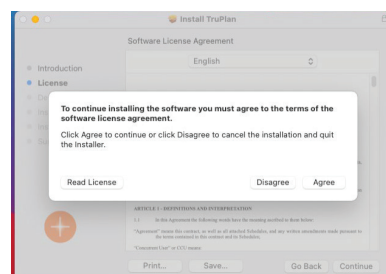 Install TruPlan
Software License Agreement
English
Introduction
License
To continue installing the software you must agree to the terms of the
software license agreement.
Click Agree to continue or click Disagree to cancel the installation and quit
the Installer.
Read License
Disagree
Agree
ARTICLE 1 - DEFINITIONS AND INTERPRETATION
1.1 In this Agreement the following words have the meaning ascribed to them below:
"Agreement" means this contract, as well as all attached Schedules, and any written amendments made pursuant to
the terms contained in the contract and its Schedules.
"Concurrent User" or CCU means
Print...
Save...
Go Back
Continue